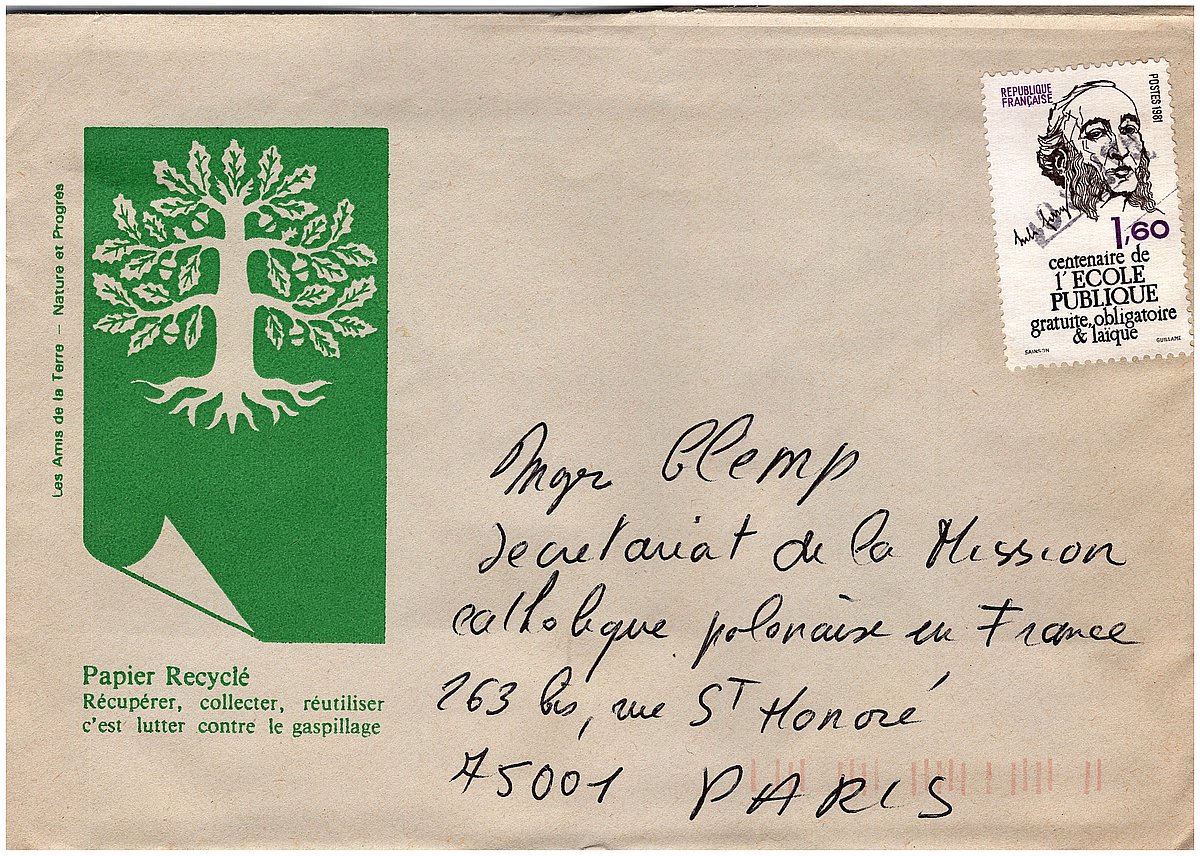 Les Amis de la Terre – Nature et Progrès
REPUBLIQUE
FRANÇAISE
POSTES 1981
1,60
centenaire de
l'ECOLE
PUBLIQUE
gratuite, obligatoire
& laïque
SAINSON
GUILLAME
Mgr Glemp
Secretariat de la Mission
catholique polonaise en France
263 bis, rue St Honoré
75001 PARIS
Papier Recyclé
Récupérer, collecter, réutiliser
c'est lutter contre le gaspillage